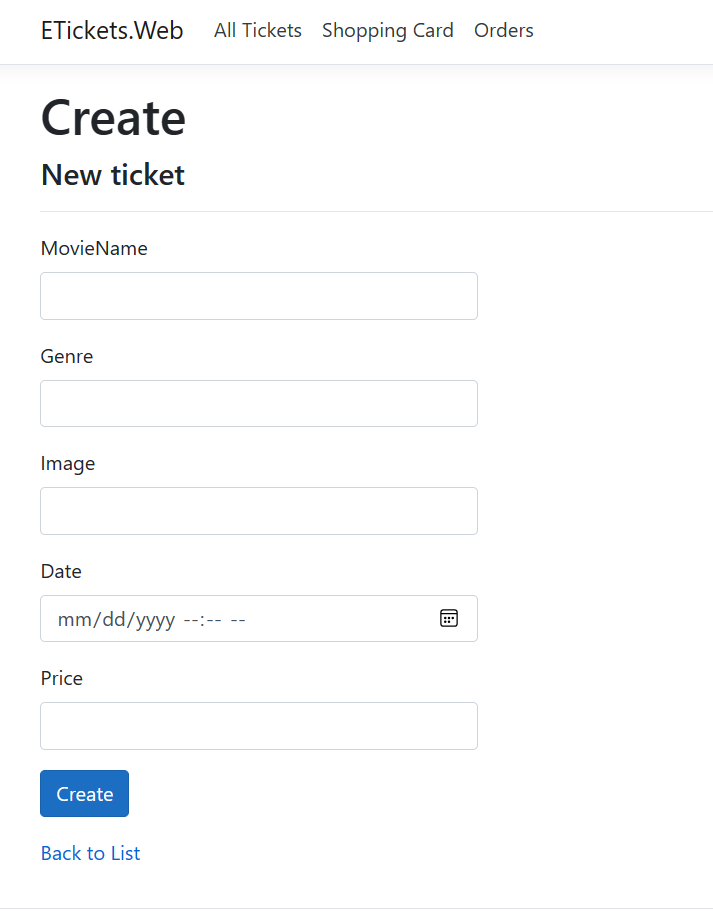 ETickets.Web All Tickets Shopping Card Orders
Create
New ticket
MovieName
Genre
Image
Date
mm/dd/yyyy --:-- --
Price
Create
Back to List